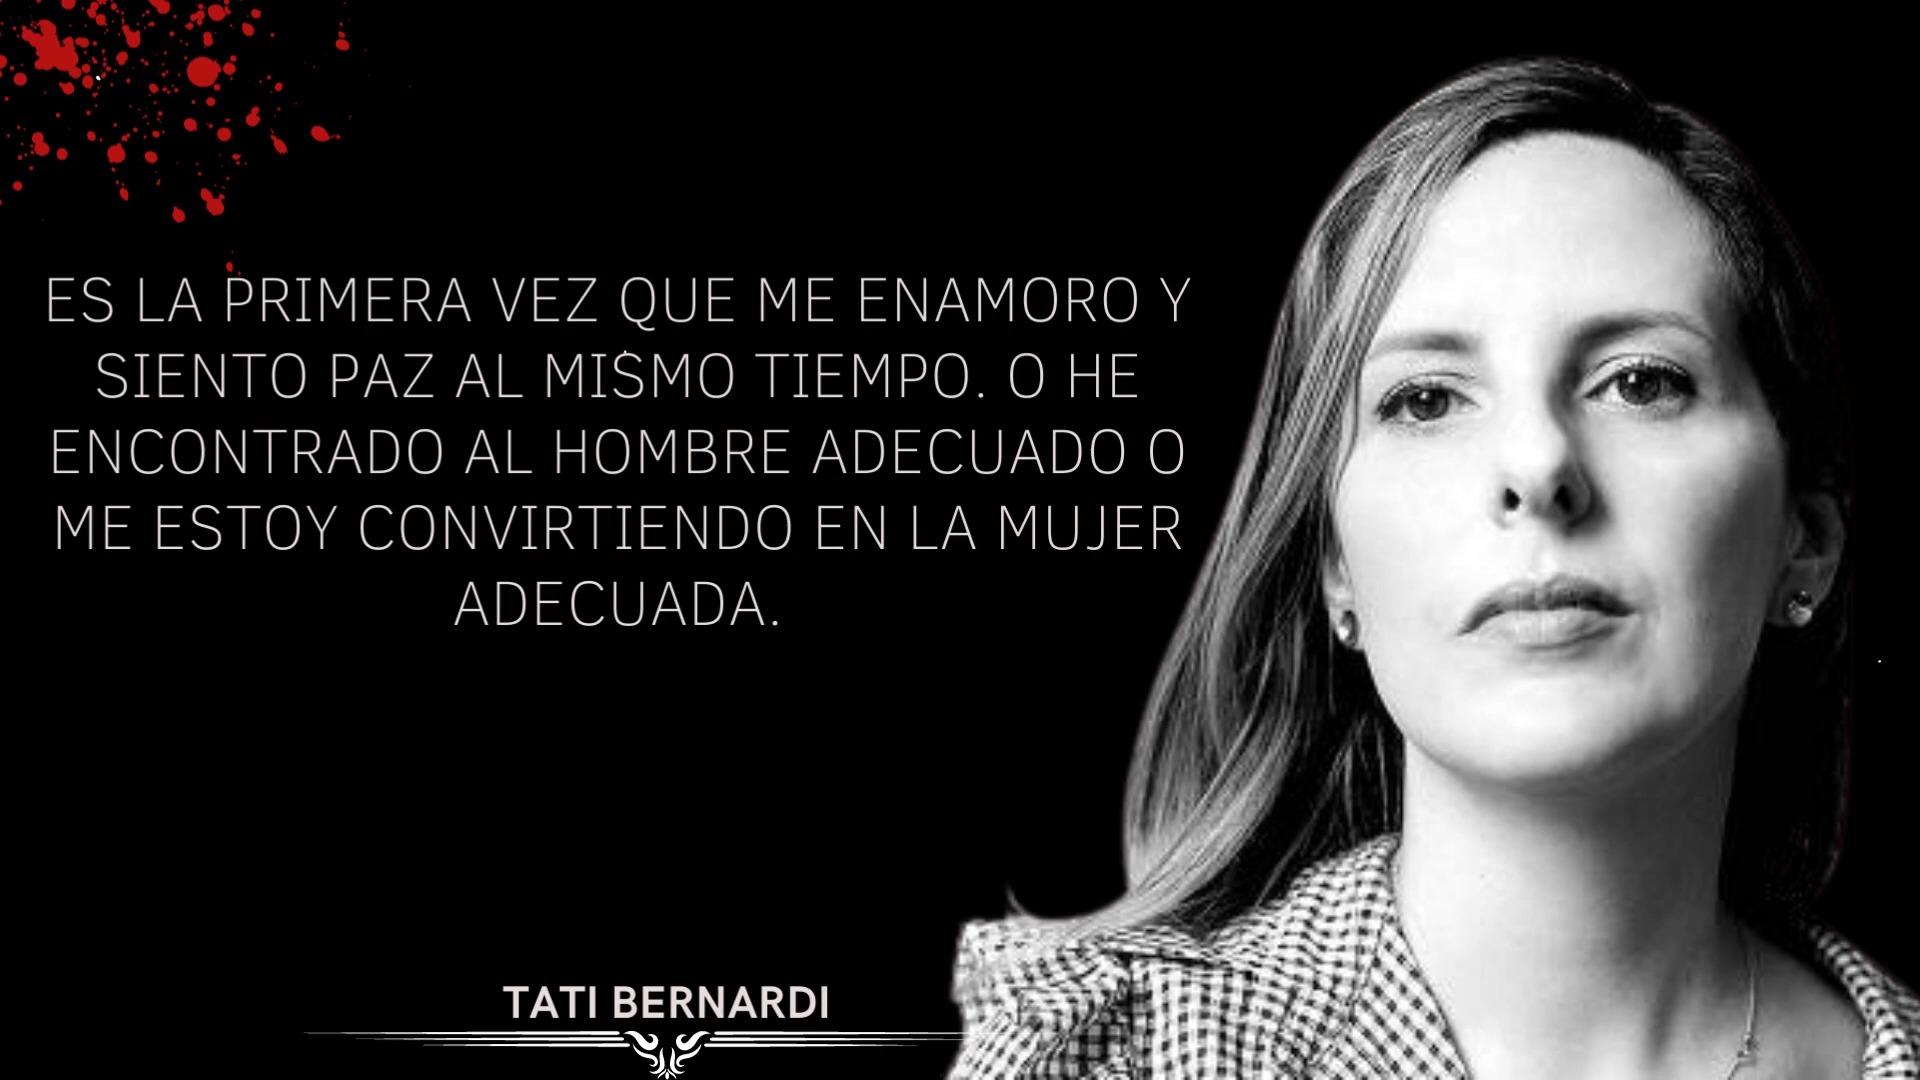 ES LA PRIMERA VEZ QUE ME ENAMORO Y
SIENTO PAZ AL MISMO TIEMPO. O HE
ENCONTRADO AL HOMBRE ADECUADO O
ME ESTOY CONVIRTIENDO EN LA MUJER
ADECUADA.
TATI BERNARDI